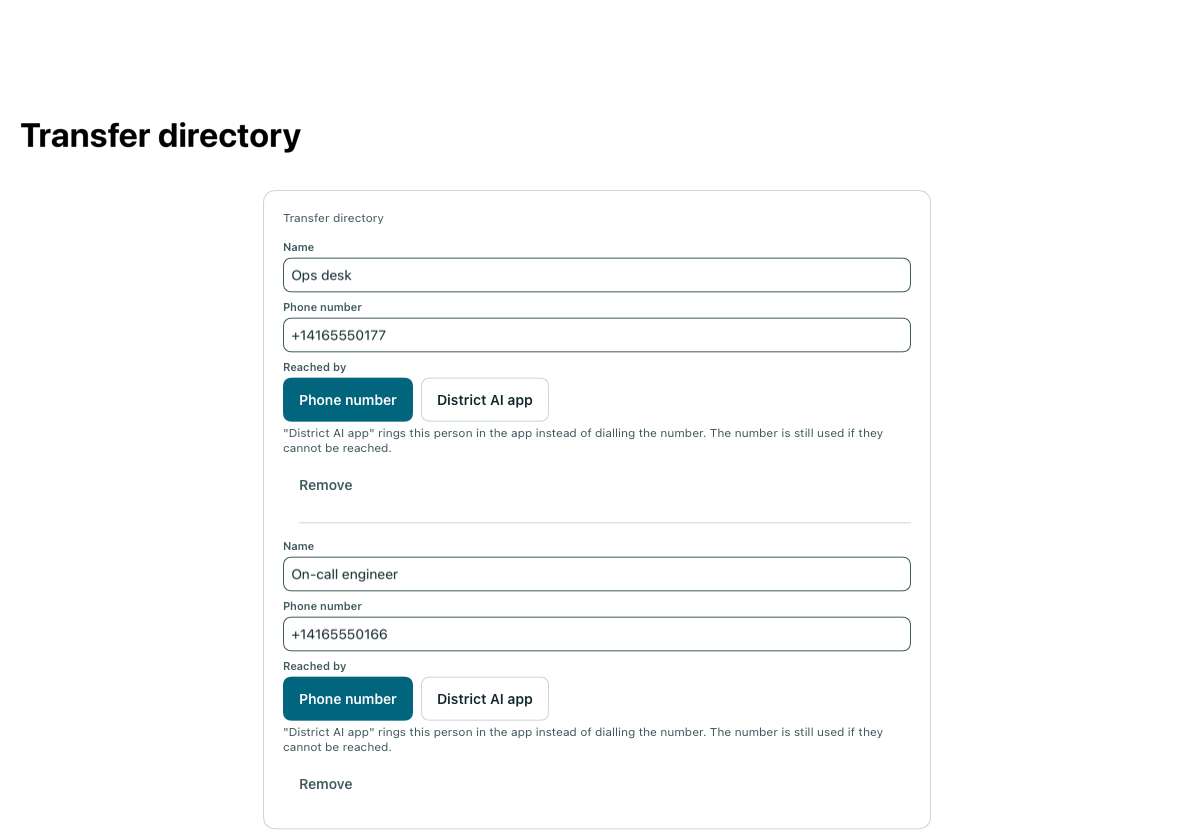 Transfer directory
Transfer directory
Name
Ops desk
Phone number
+14165550177
Reached by
Phone number District AI app
"District AI app" rings this person in the app instead of dialling the number. The number is still used if they
cannot be reached.
Remove
Name
On-call engineer
Phone number
+14165550166
Reached by
Phone number District AI app
"District AI app" rings this person in the app instead of dialling the number. The number is still used if they
cannot be reached.
Remove